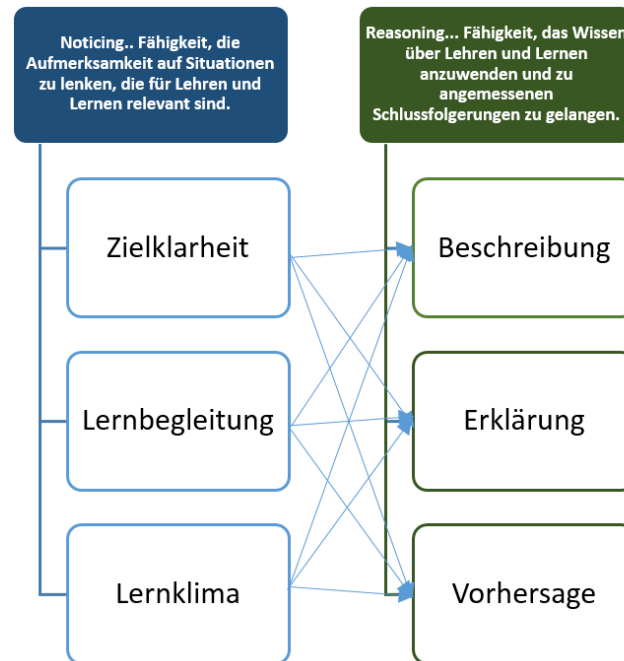 Noticing.. Fähigkeit, die
Aufmerksamkeit auf Situationen
zu lenken, die für Lehren und
Lernen relevant sind.
Reasoning... Fähigkeit, das Wissen
über Lehren und Lernen
anzuwenden und zu
angemessenen
Schlussfolgerungen zu gelangen.
Zielklarheit
Beschreibung
Lernbegleitung
Erklärung
Lernklima
Vorhersage